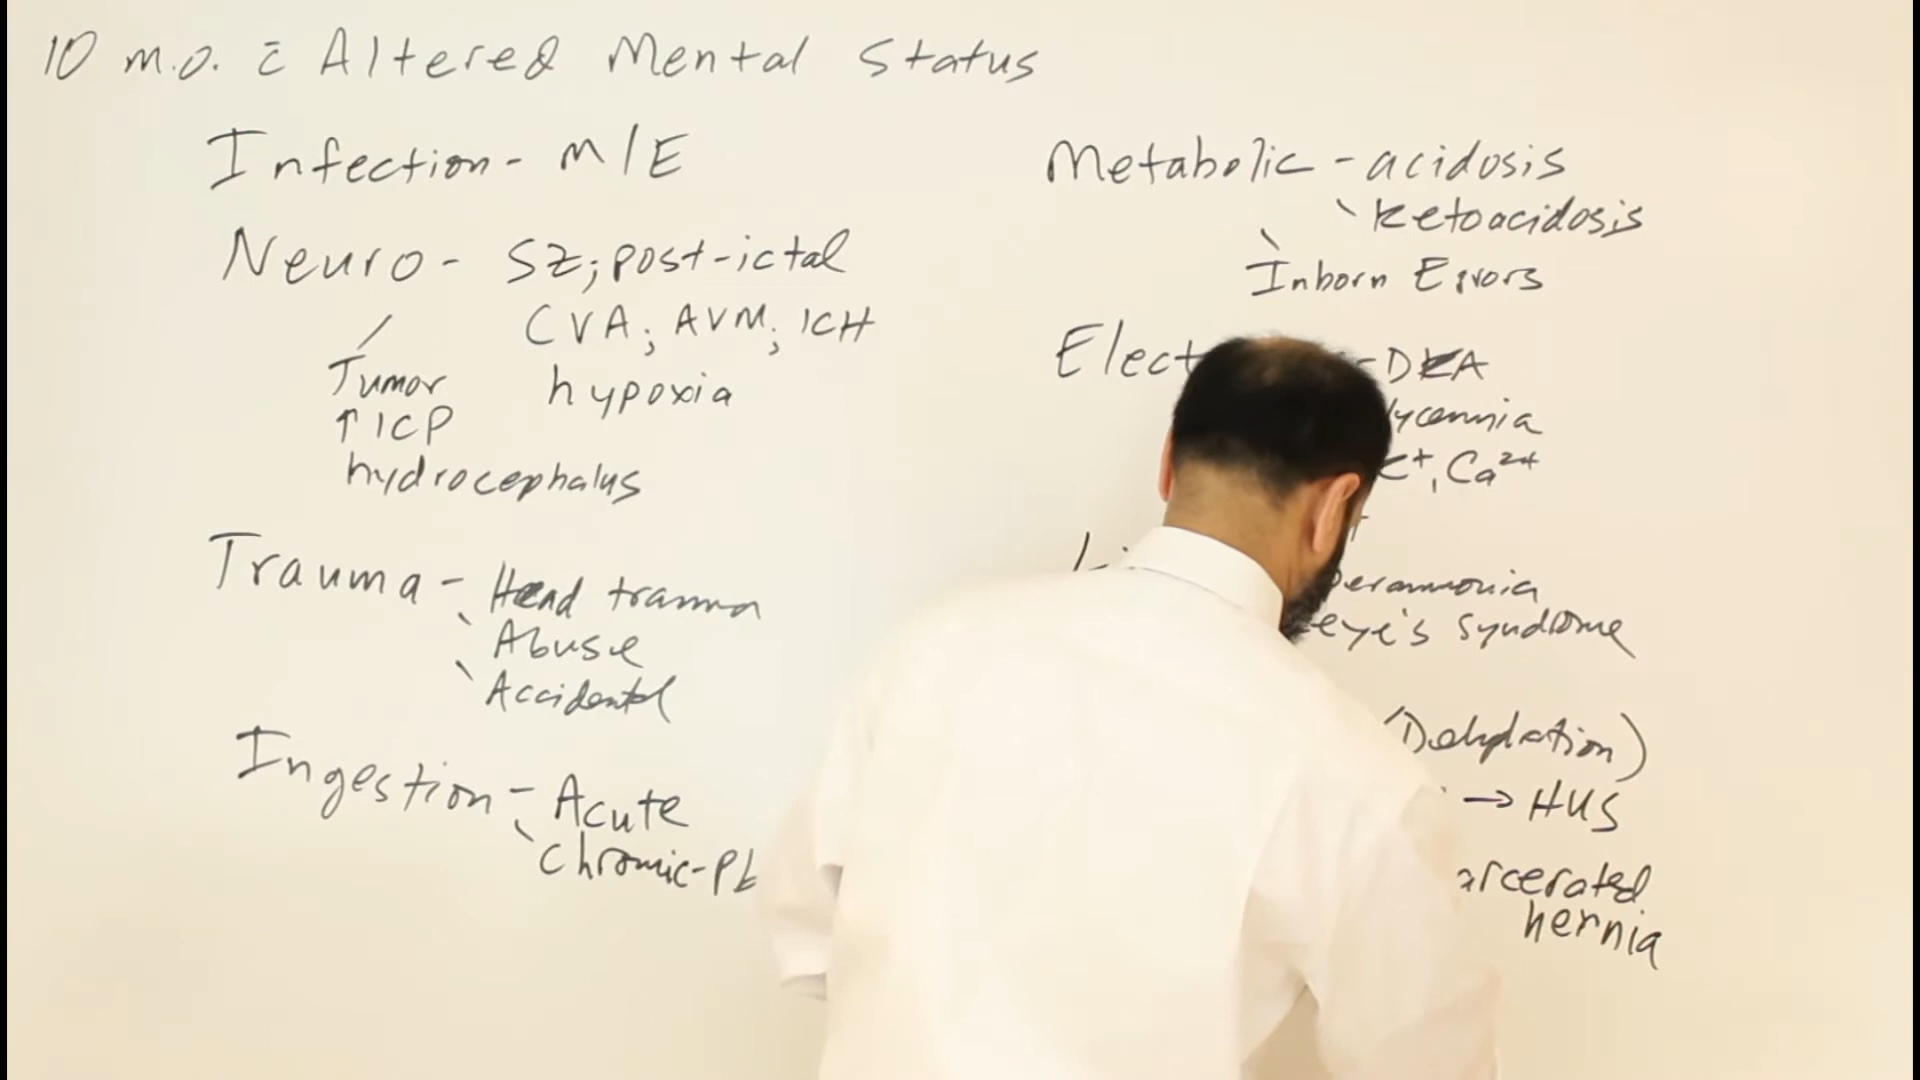 10 m.o. c̄ Altered Mental Status
Infection - M/E
Neuro - SZ; post-ictal
CVA; AVM; ICH
hypoxia
Tumor
↑ ICP
hydrocephalus
Trauma - Head trauma
Abuse
Accidental
Ingestion - Acute
chronic-Pb
Metabolic - acidosis
ketoacidosis
Inborn Errors
Elect - DKA
lycemia
K+, Ca2+
eye's syndrome
(Dehydration)
→ HUS
arcerated
hernia